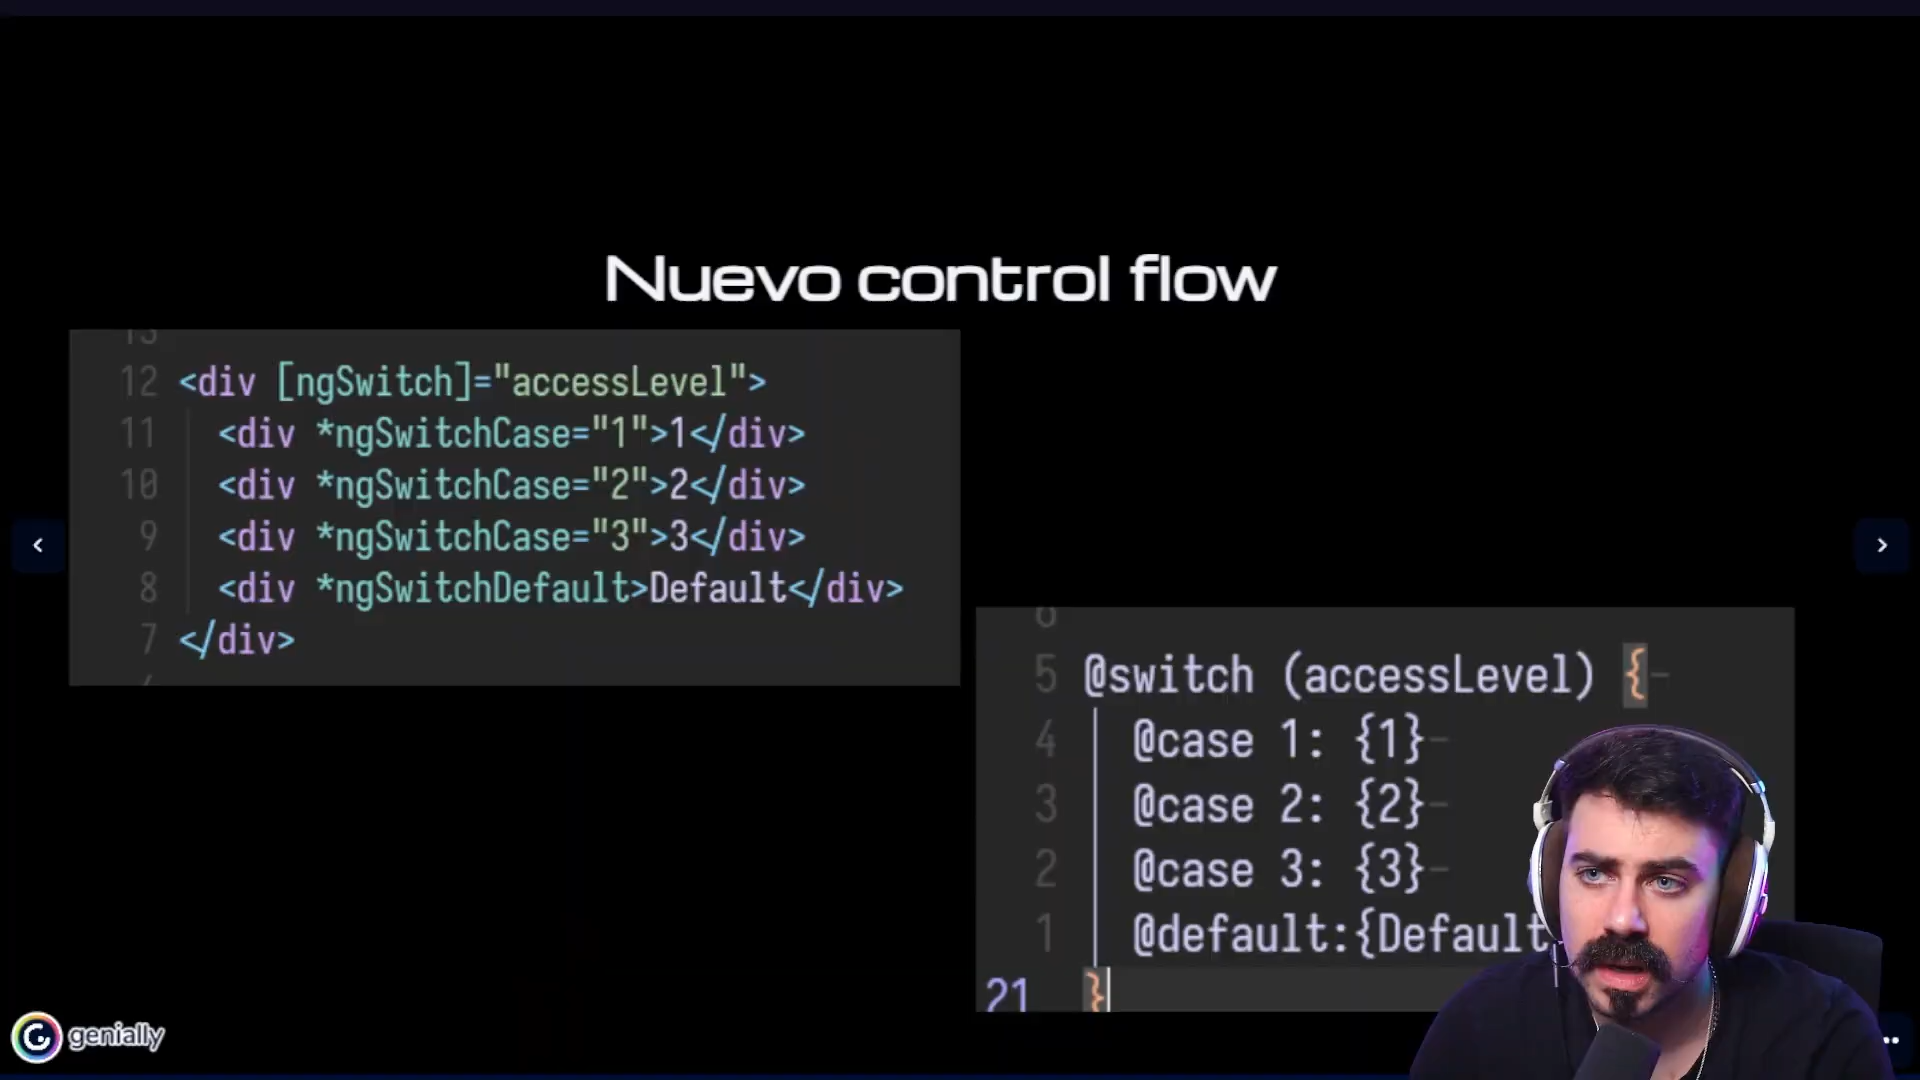 Nuevo control flow
12 <div [ngSwitch]="accessLevel">
11 <div *ngSwitchCase="1">1</div>
10 <div *ngSwitchCase="2">2</div>
9 <div *ngSwitchCase="3">3</div>
8 <div *ngSwitchDefault>Default</div>
7 </div>
5 @switch (accessLevel) {
4 @case 1: {1}
3 @case 2: {2}
2 @case 3: {3}
1 @default:{Default
21 }
genially